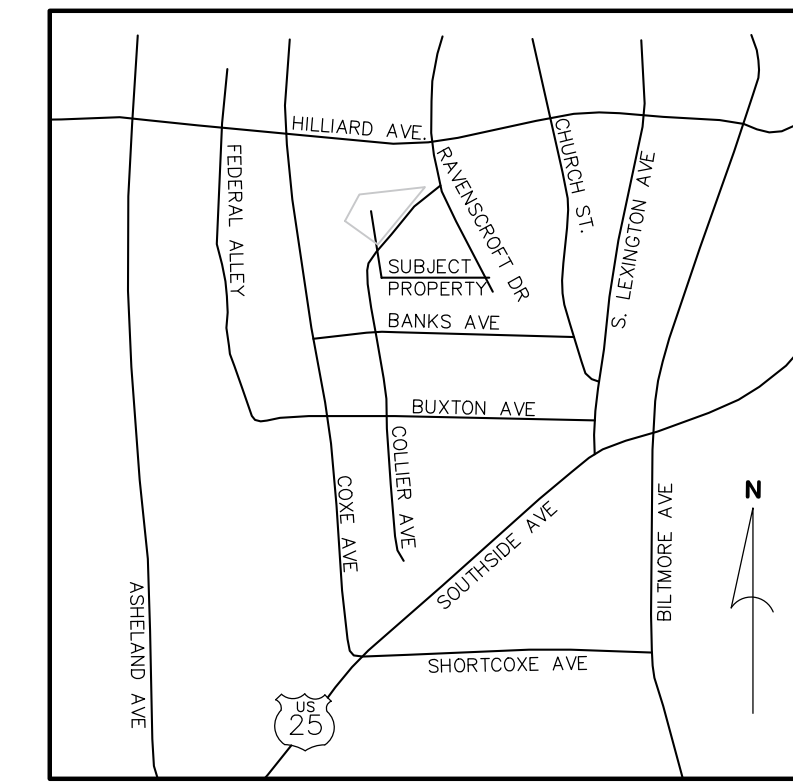 HILLIARD AVE.
FEDERAL ALLEY
RAVENSCROFT DR
CHURCH ST.
S. LEXINGTON AVE
SUBJECT
PROPERTY
BANKS AVE
BUXTON AVE
COLLIER AVE
COXE AVE
SOUTHSIDE AVE
BILTMORE AVE
N
ASHELAND AVE
SHORTCOXE AVE
US
25